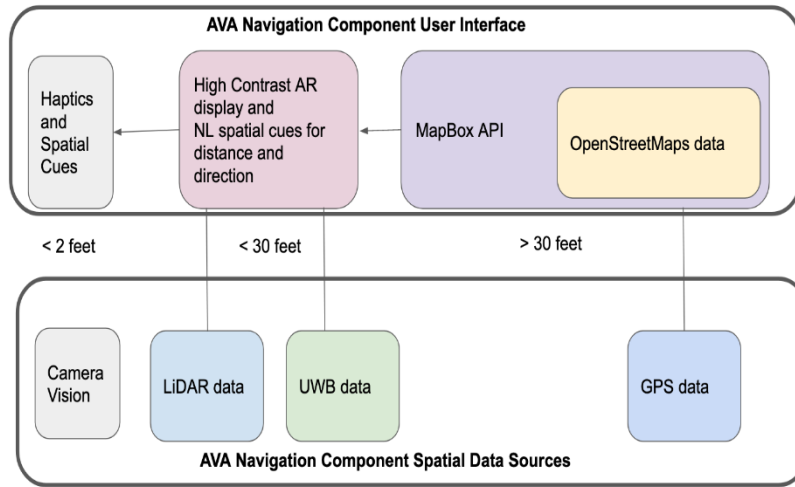 AVA Navigation Component User Interface
Haptics
and
Spatial
Cues
High Contrast AR
display and
NL spatial cues for
distance and
direction
MapBox API
OpenStreetMaps data
< 2 feet
< 30 feet
> 30 feet
Camera
Vision
LiDAR data
UWB data
GPS data
AVA Navigation Component Spatial Data Sources